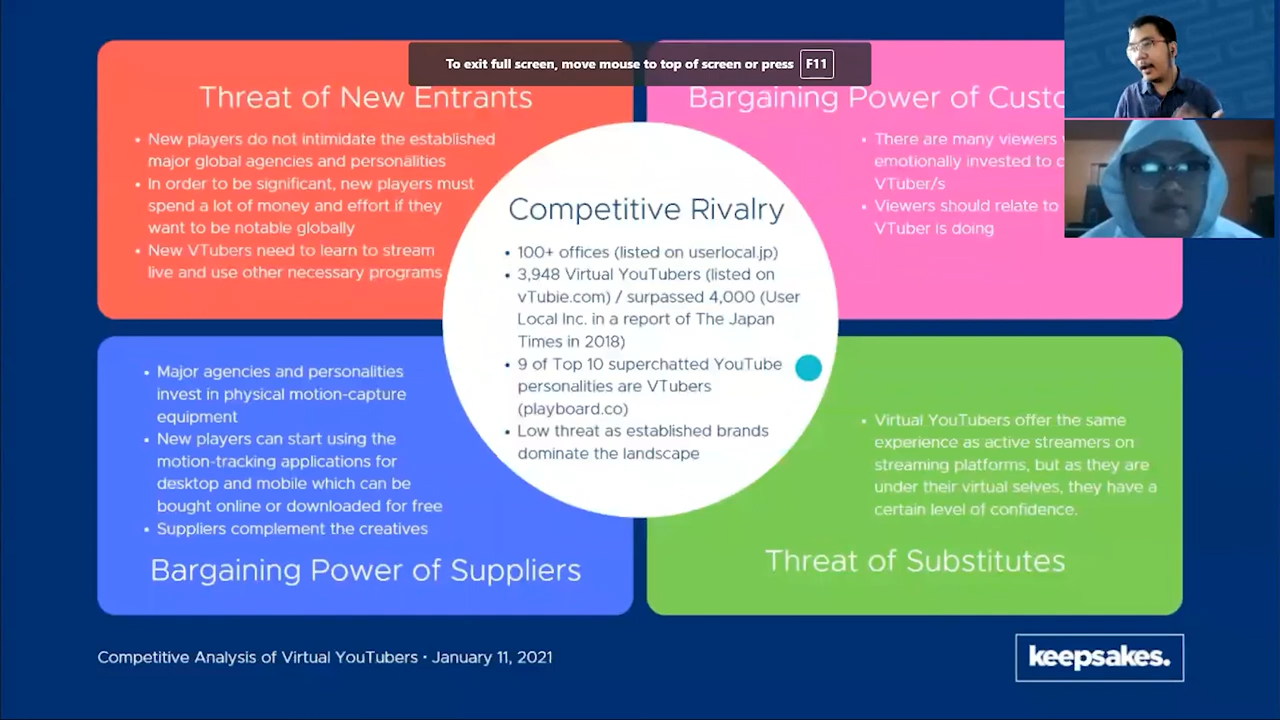 To exit full screen, move mouse to top of screen or press F11
Threat of New Entrants
• New players do not intimidate the established
major global agencies and personalities
• In order to be significant, new players must
spend a lot of money and effort if they
want to be notable globally
• New VTubers need to learn to stream
live and use other necessary programs
Bargaining Power of
• There are many viewers
emotionally invested to
VTuber/s
• Viewers should relate to
VTuber is doing
Competitive Rivalry
• 100+ offices (listed on userlocal.jp)
• 3,948 Virtual YouTubers (listed on
vTubie.com) / surpassed 4,000 (User
Local Inc. in a report of The Japan
Times in 2018)
• 9 of Top 10 superchatted YouTube
personalities are VTubers
(playboard.co)
• Low threat as established brands
dominate the landscape
• Major agencies and personalities
invest in physical motion-capture
equipment
• New players can start using the
motion-tracking applications for
desktop and mobile which can be
bought online or downloaded for free
• Suppliers complement the creatives
Bargaining Power of Suppliers
• Virtual YouTubers offer the same
experience as active streamers on
streaming platforms, but as they are
under their virtual selves, they have a
certain level of confidence.
Threat of Substitutes
Competitive Analysis of Virtual YouTubers • January 11, 2021
keepsakes.